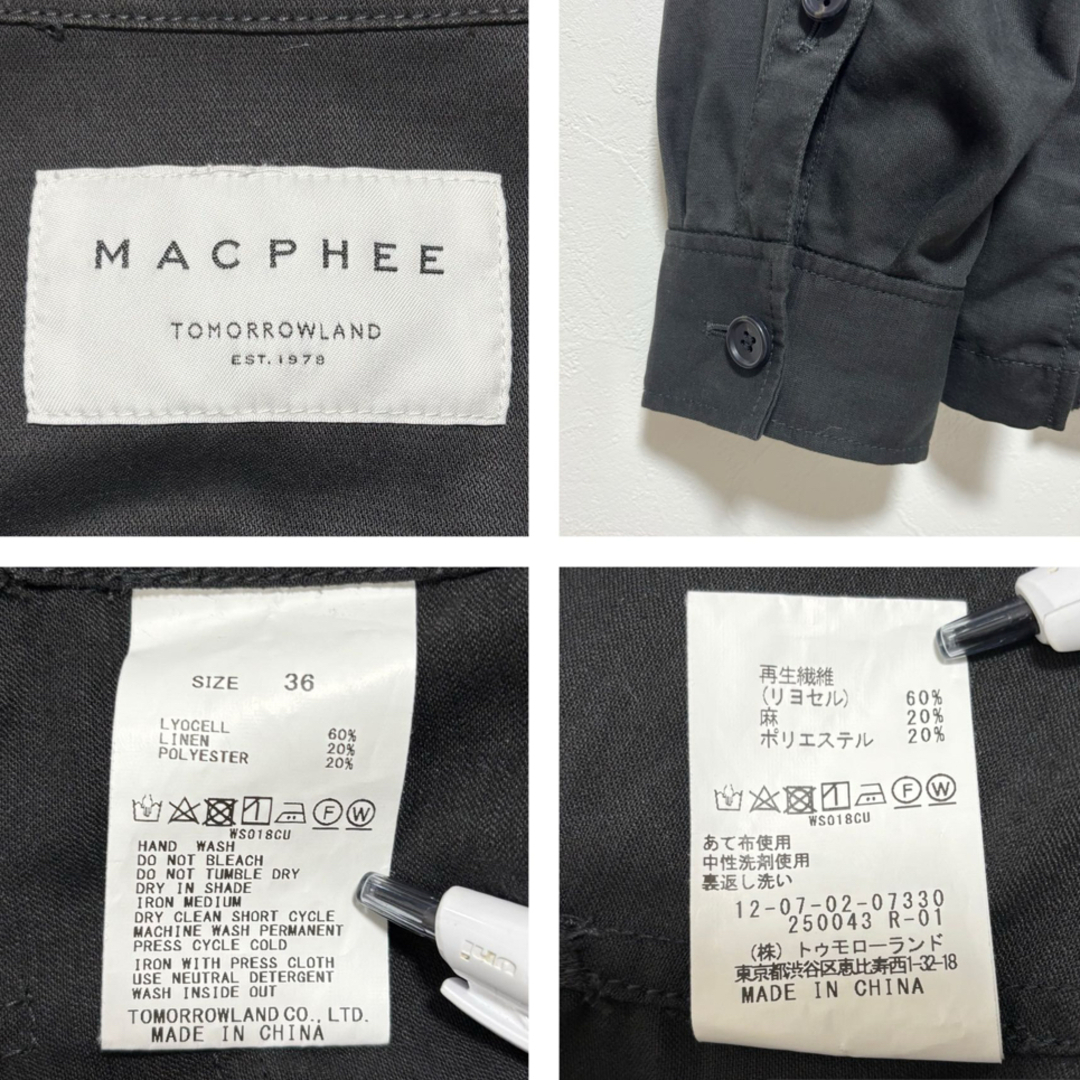 MACPHEE
TOMORROWLAND
EST. 1978
SIZE 36
LYOCELL 60%
LINEN 20%
POLYESTER 20%
1
F W
WS018CU
HAND WASH
DO NOT BLEACH
DO NOT TUMBLE DRY
DRY IN SHADE
IRON MEDIUM
DRY CLEAN SHORT CYCLE
MACHINE WASH PERMANENT
PRESS CYCLE COLD
IRON WITH PRESS CLOTH
USE NEUTRAL DETERGENT
WASH INSIDE OUT
TOMORROWLAND CO., LTD.
MADE IN CHINA
再生繊維
(リヨセル) 60%
麻 20%
ポリエステル 20%
F W
WS018CU
あて布使用
中性洗剤使用
裏返し洗い
12-07-02-07330
250043 R-01
(株) トゥモローランド
東京都渋谷区恵比寿西1-32-18
MADE IN CHINA